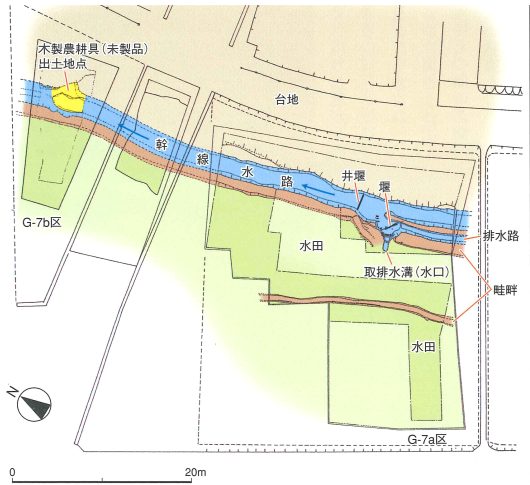 木製農耕具（未製品）
出土地点
台地
幹線水路
井堰
堰
排水路
G-7b区
水田
取排水溝（水口）
畦畔
水田
N
G-7a区
0
20m